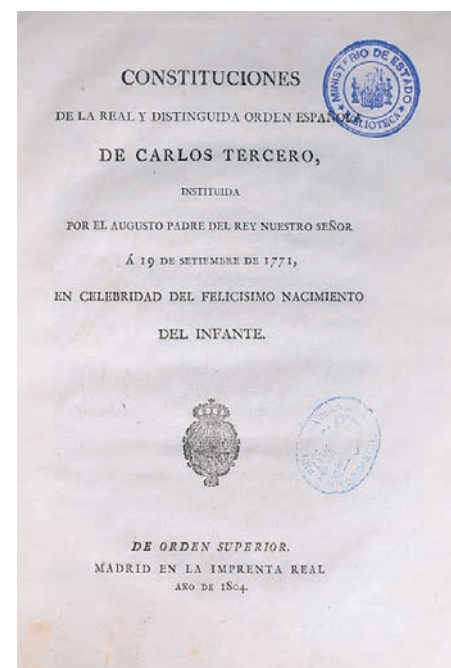 CONSTITUCIONES
DE LA REAL Y DISTINGUIDA ORDEN ESPAÑOLA
DE CARLOS TERCERO,
INSTITUIDA
POR EL AUGUSTO PADRE DEL REY NUESTRO SEÑOR
Á 19 DE SETIEMBRE DE 1771,
EN CELEBRIDAD DEL FELICISIMO NACIMIENTO
DEL INFANTE.
DE ORDEN SUPERIOR.
MADRID EN LA IMPRENTA REAL
AÑO DE 1804.
MINISTERIO DE ESTADO
BIBLIOTECA